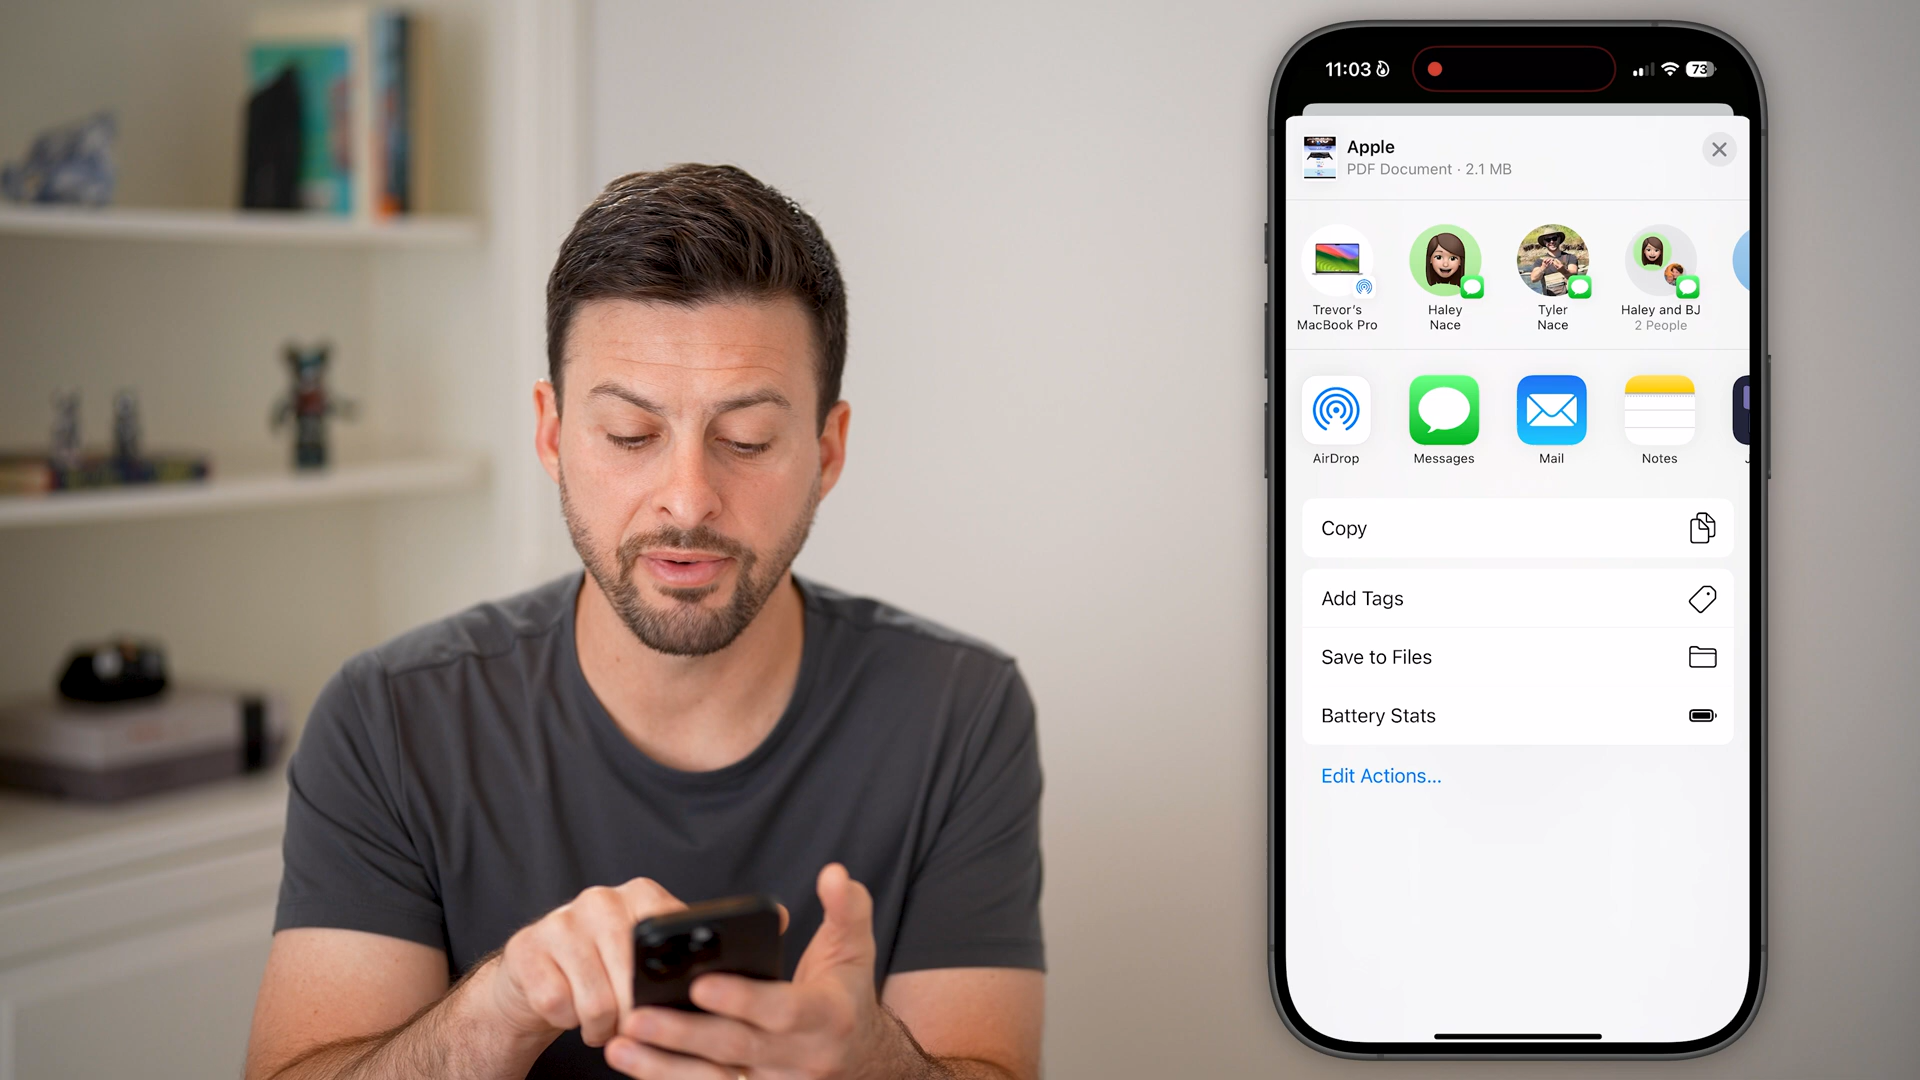 11:03
73
Apple
PDF Document · 2.1 MB
Trevor's
MacBook Pro
Haley
Nace
Tyler
Nace
Haley and BJ
2 People
AirDrop
Messages
Mail
Notes
Copy
Add Tags
Save to Files
Battery Stats
Edit Actions...